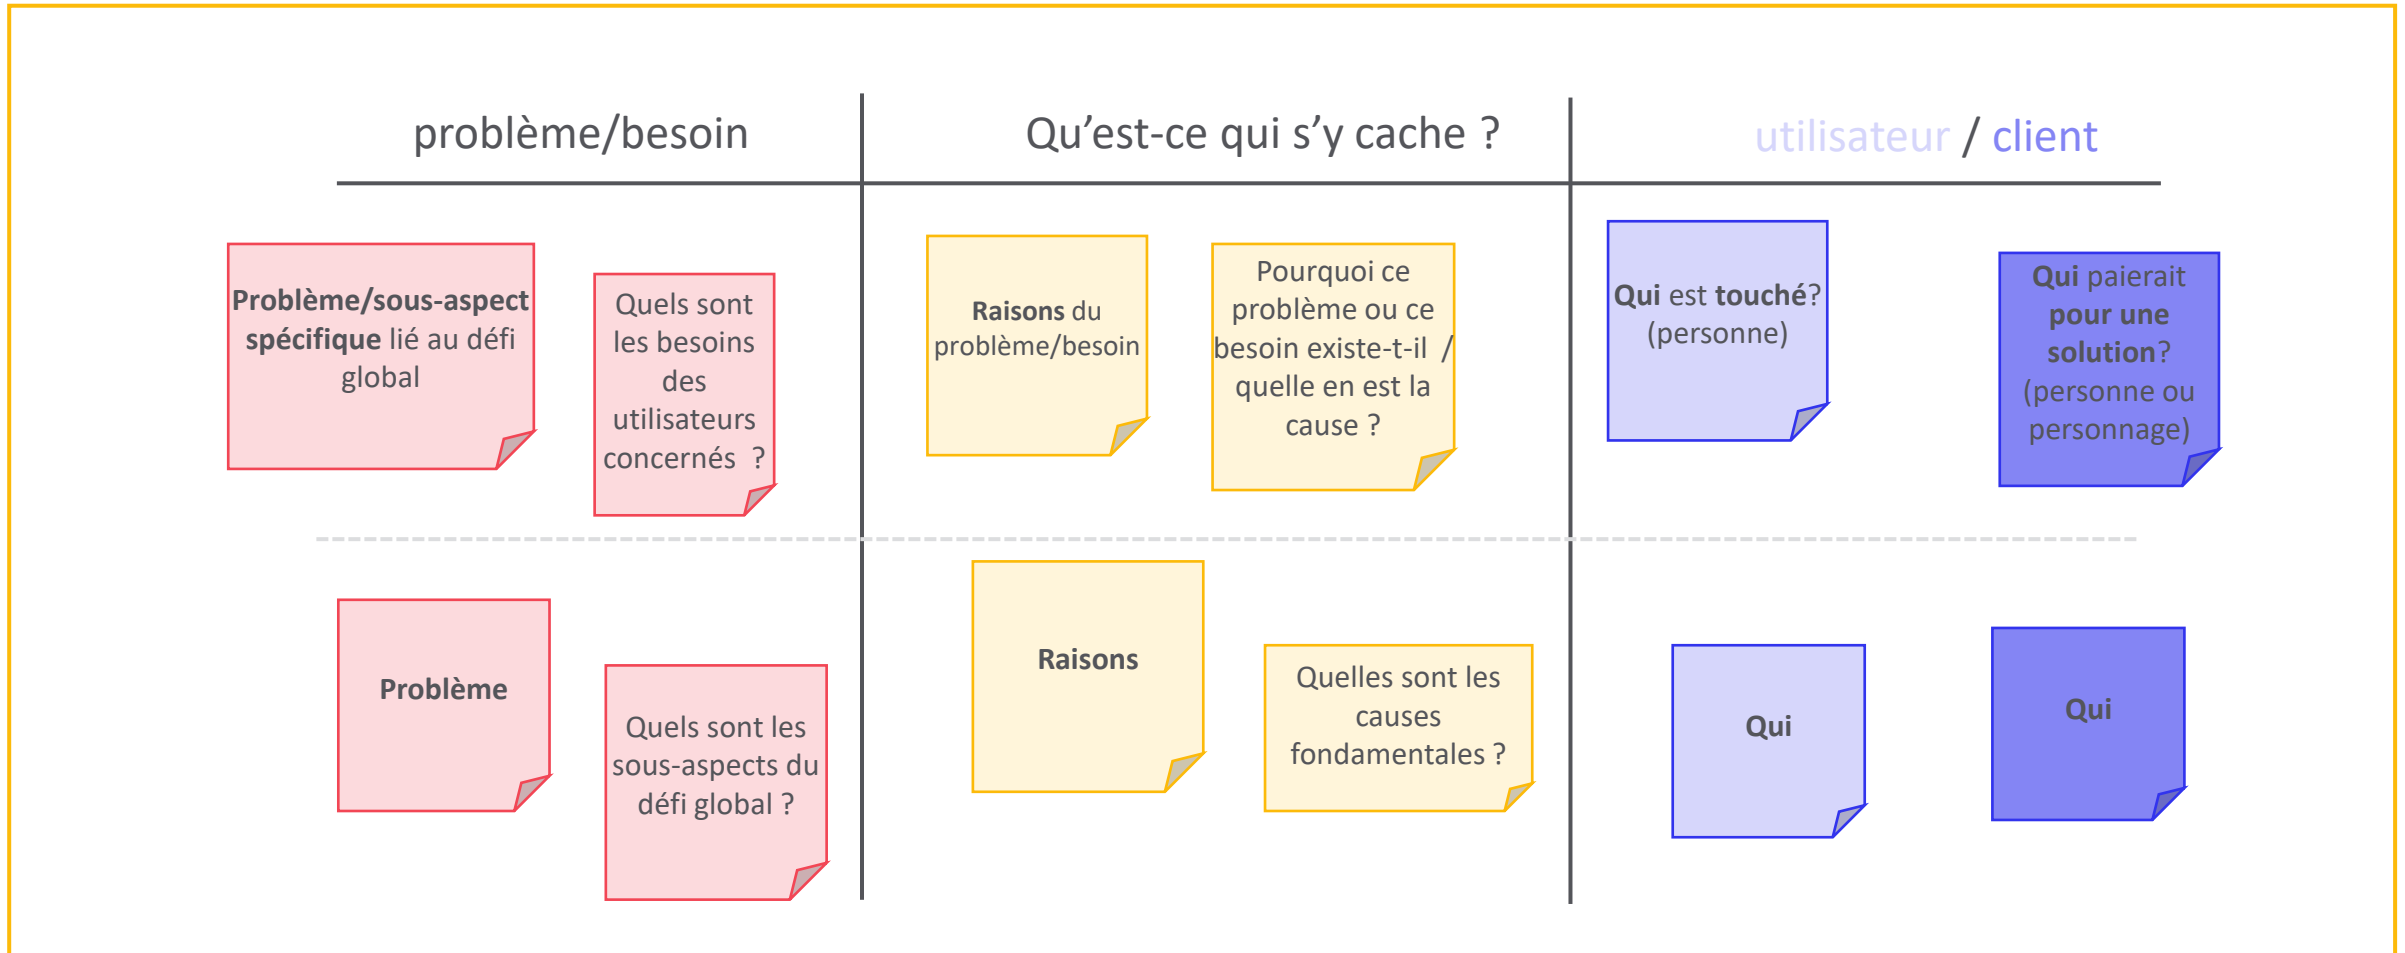 problème/besoin
Qu’est-ce qui s’y cache ?
utilisateur / client
Problème/sous-aspect
spécifique lié au défi
global
Quels sont
les besoins
des
utilisateurs
concernés  ?
Raisons du
problème/besoin
Pourquoi ce
problème ou ce
besoin existe-t-il  /
quelle en est la
cause ?
Qui est touché?
(personne)
Qui paierait
pour une
solution?
(personne ou
personnage)
Problème
Quels sont les
sous-aspects du
défi global ?
Raisons
Quelles sont les
causes
fondamentales ?
Qui
Qui